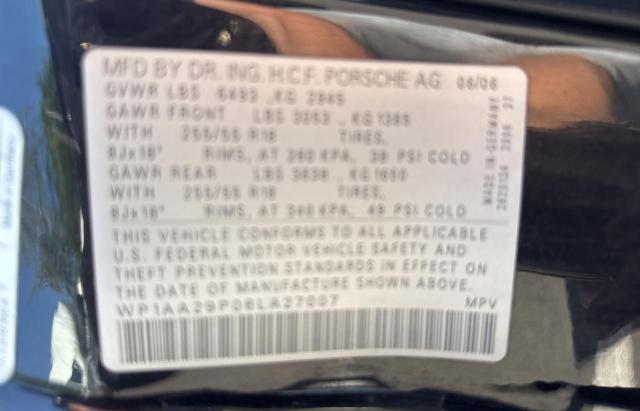 MFD BY DR. ING. H.C.F. PORSCHE AG 06/06
GVWR LBS 6493 , KG 2945
GAWR FRONT LBS 3053 , KG 1385
WITH 255/55 R18 TIRES,
8Jx18" RIMS, AT 260 KPA, 38 PSI COLD
GAWR REAR LBS 3638 , KG 1650
WITH 255/55 R18 TIRES,
8Jx18" RIMS, AT 340 KPA, 49 PSI COLD
THIS VEHICLE CONFORMS TO ALL APPLICABLE
U.S. FEDERAL MOTOR VEHICLE SAFETY AND
THEFT PREVENTION STANDARDS IN EFFECT ON
THE DATE OF MANUFACTURE SHOWN ABOVE.
WP1AA29P06LA27007 MPV
MADE IN GERMANY
Made in Germany